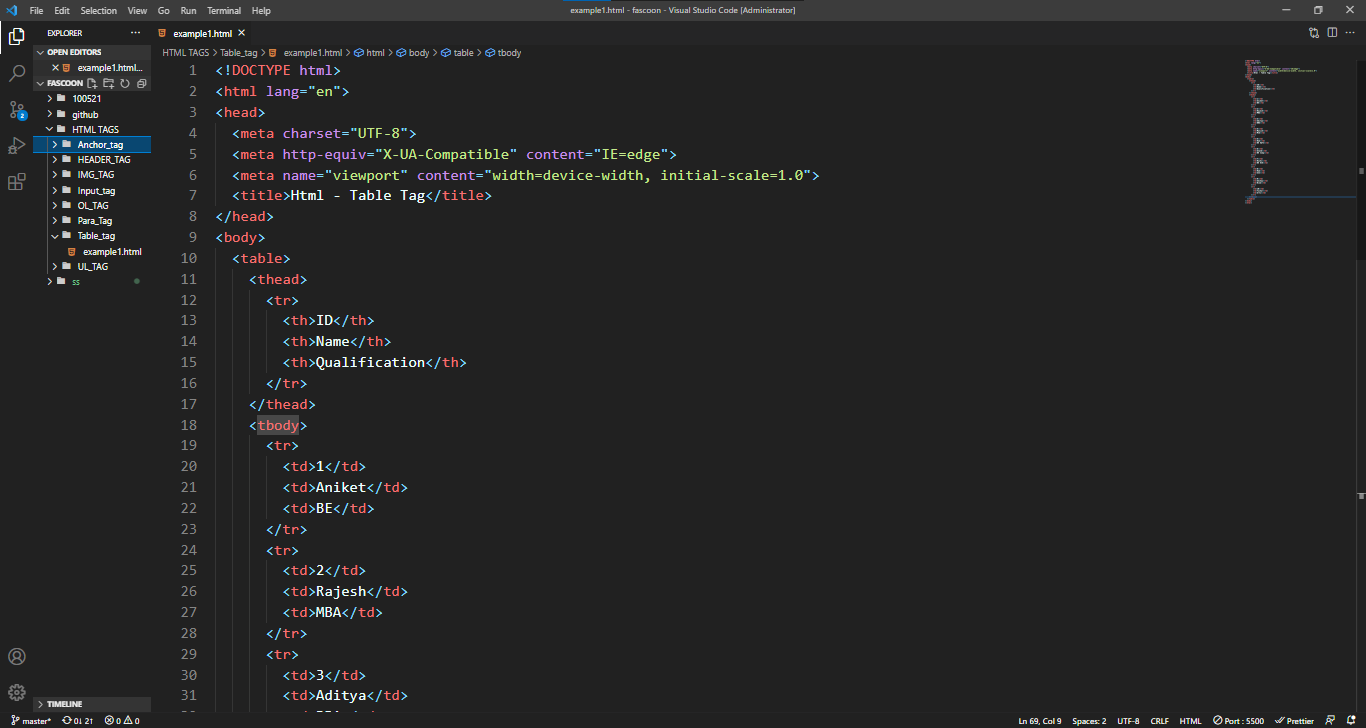 File Edit Selection View Go Run Terminal Help
example1.html - fascoon - Visual Studio Code [Administrator]
EXPLORER
OPEN EDITORS
example1.html...
FASCOON
100521
github
HTML TAGS
Anchor_tag
HEADER_TAG
IMG_TAG
Input_tag
OL_TAG
Para_Tag
Table_tag
example1.html
UL_TAG
ss
TIMELINE
example1.html
HTML TAGS > Table_tag > example1.html > html > body > table > tbody
1 <!DOCTYPE html>
2 <html lang="en">
3 <head>
4 <meta charset="UTF-8">
5 <meta http-equiv="X-UA-Compatible" content="IE=edge">
6 <meta name="viewport" content="width=device-width, initial-scale=1.0">
7 <title>Html - Table Tag</title>
8 </head>
9 <body>
10 <table>
11 <thead>
12 <tr>
13 <th>ID</th>
14 <th>Name</th>
15 <th>Qualification</th>
16 </tr>
17 </thead>
18 <tbody>
19 <tr>
20 <td>1</td>
21 <td>Aniket</td>
22 <td>BE</td>
23 </tr>
24 <tr>
25 <td>2</td>
26 <td>Rajesh</td>
27 <td>MBA</td>
28 </tr>
29 <tr>
30 <td>3</td>
31 <td>Aditya</td>
2
master* 0↓ 2↑ 0 0
Ln 69, Col 9 Spaces: 2 UTF-8 CRLF HTML Port : 5500 Prettier